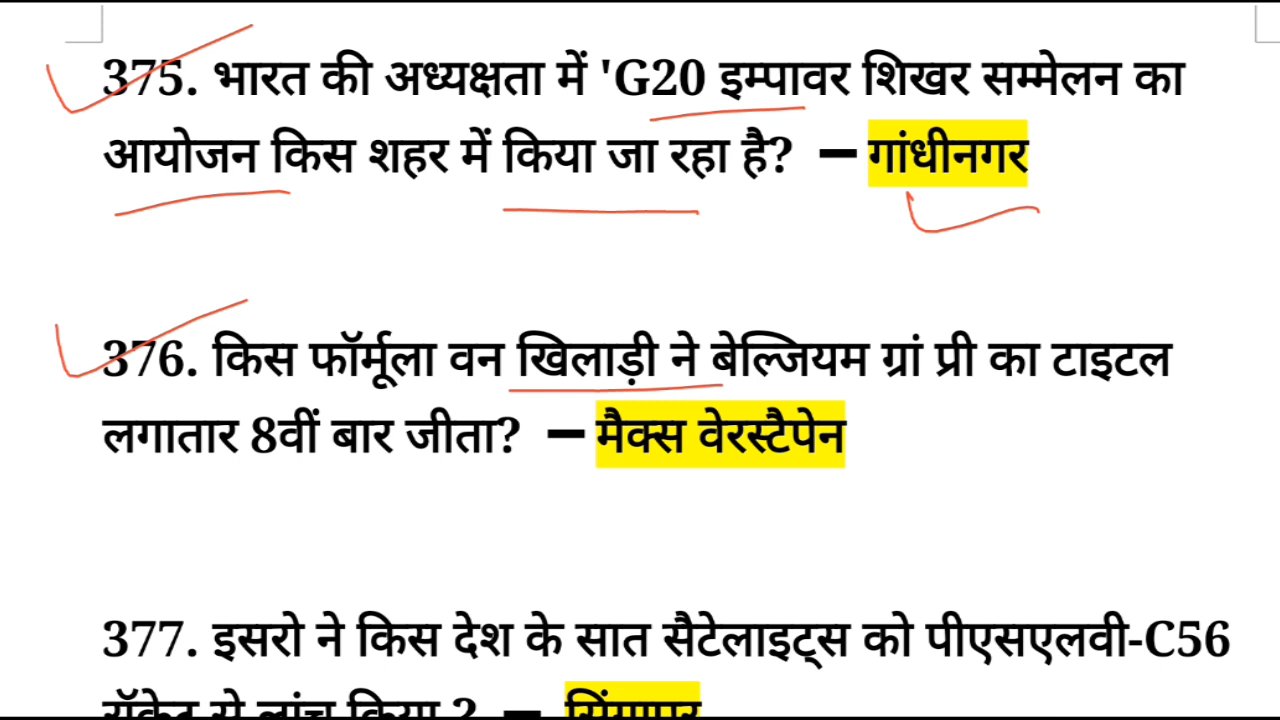 375. भारत की अध्यक्षता में 'G20 इम्पावर शिखर सम्मेलन का
आयोजन किस शहर में किया जा रहा है? – गांधीनगर
376. किस फॉर्मूला वन खिलाड़ी ने बेल्जियम ग्रां प्री का टाइटल
लगातार 8वीं बार जीता? – मैक्स वेरस्टैपेन
377. इसरो ने किस देश के सात सैटेलाइट्स को पीएसएलवी-C56
रॉकेट से लांच किया ? – सिंगापुर